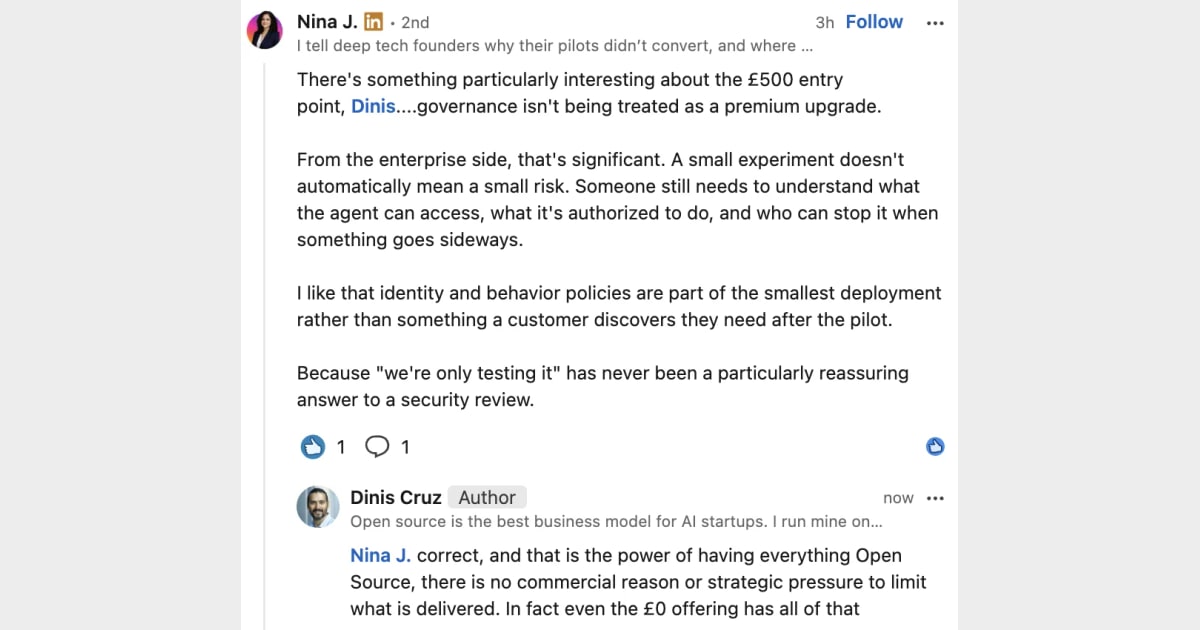 Nina J. in • 2nd 3h Follow
I tell deep tech founders why their pilots didn't convert, and where ...
There's something particularly interesting about the £500 entry
point, Dinis....governance isn't being treated as a premium upgrade.
From the enterprise side, that's significant. A small experiment doesn't
automatically mean a small risk. Someone still needs to understand what
the agent can access, what it's authorized to do, and who can stop it when
something goes sideways.
I like that identity and behavior policies are part of the smallest deployment
rather than something a customer discovers they need after the pilot.
Because "we're only testing it" has never been a particularly reassuring
answer to a security review.
1 1
Dinis Cruz Author now
Open source is the best business model for AI startups. I run mine on...
Nina J. correct, and that is the power of having everything Open
Source, there is no commercial reason or strategic pressure to limit
what is delivered. In fact even the £0 offering has all of that